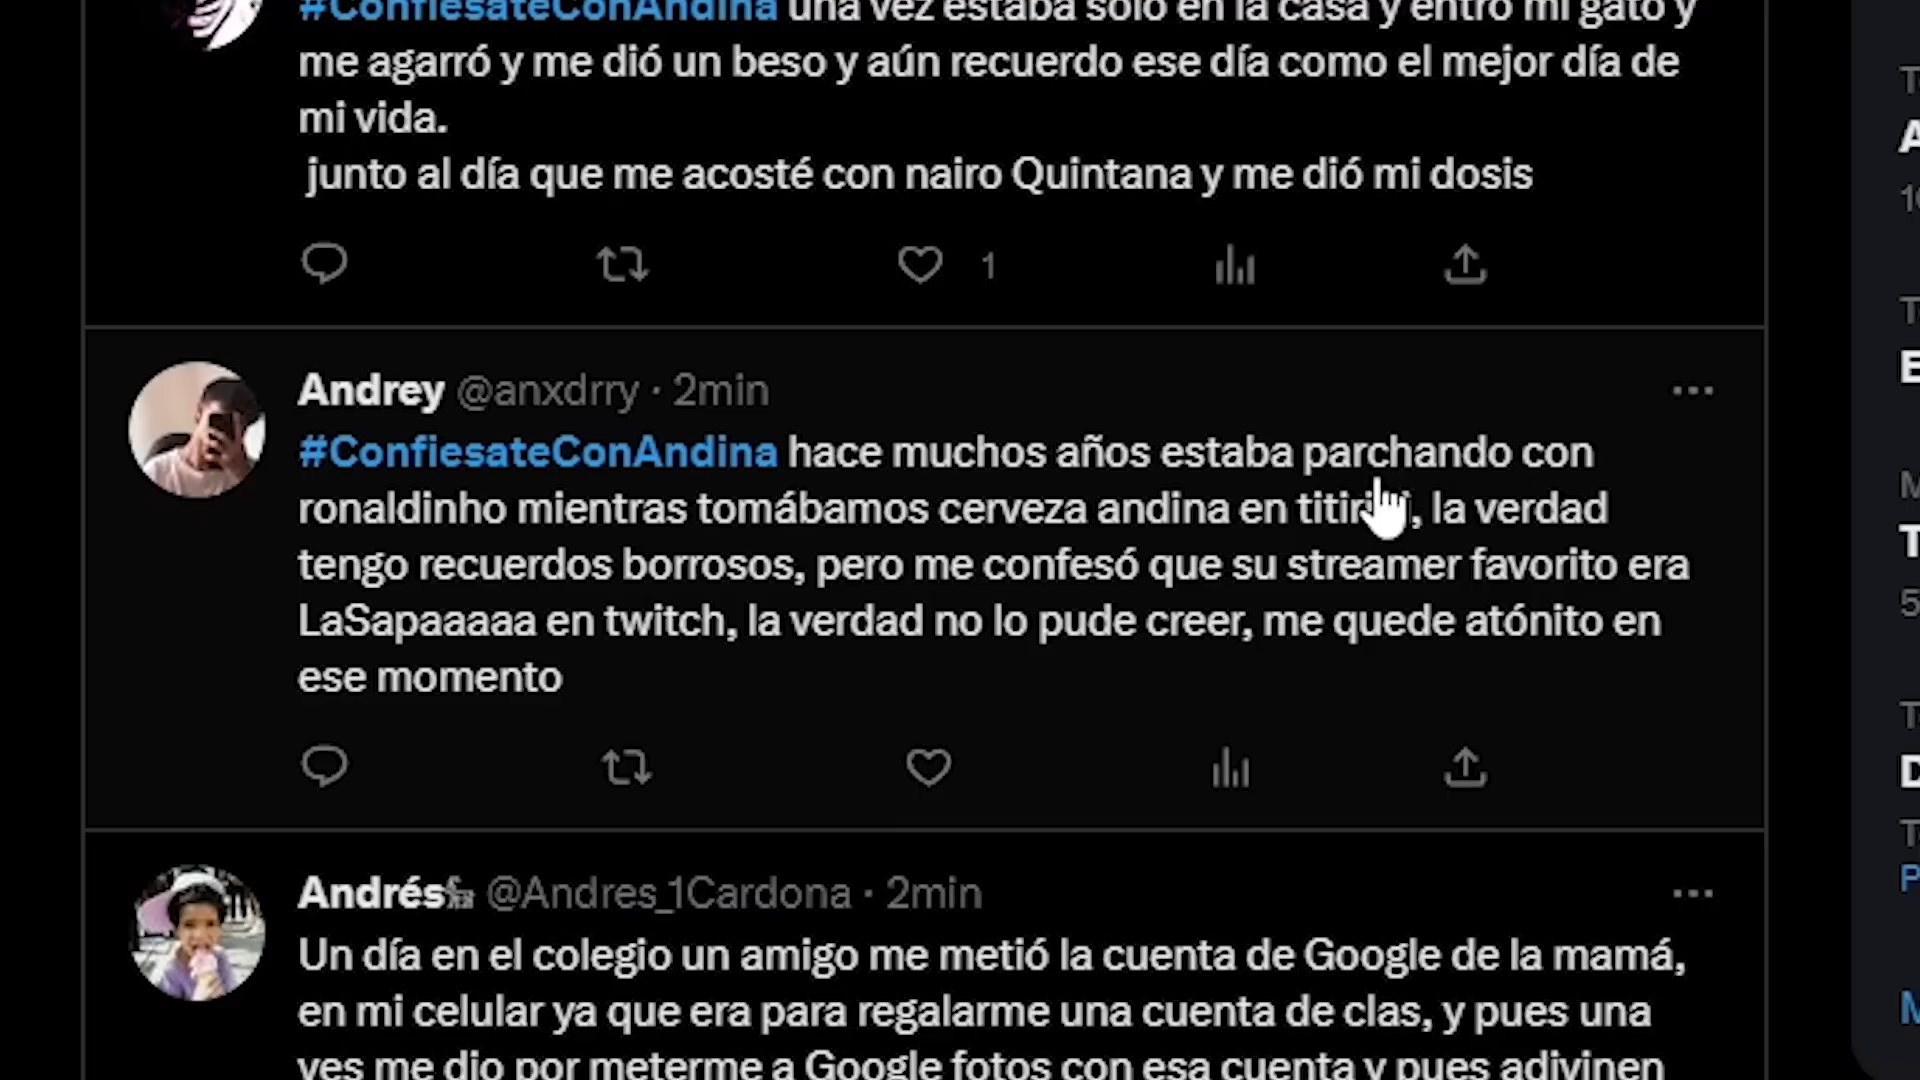 #ConfiesateConAndina una vez estaba solo en la casa y entró mi gato y
me agarró y me dió un beso y aún recuerdo ese día como el mejor día de
mi vida.
junto al día que me acosté con nairo Quintana y me dió mi dosis
1
Andrey @anxdrry · 2min
#ConfiesateConAndina hace muchos años estaba parchando con
ronaldinho mientras tomábamos cerveza andina en , la verdad
tengo recuerdos borrosos, pero me confesó que su streamer favorito era
LaSapaaaaa en twitch, la verdad no lo pude creer, me quede atónito en
ese momento
Andrés @Andres_1Cardona · 2min
Un día en el colegio un amigo me metió la cuenta de Google de la mamá,
en mi celular ya que era para regalarme una cuenta de clas, y pues una
ves me dio por meterme a Google fotos con esa cuenta y pues adivinen